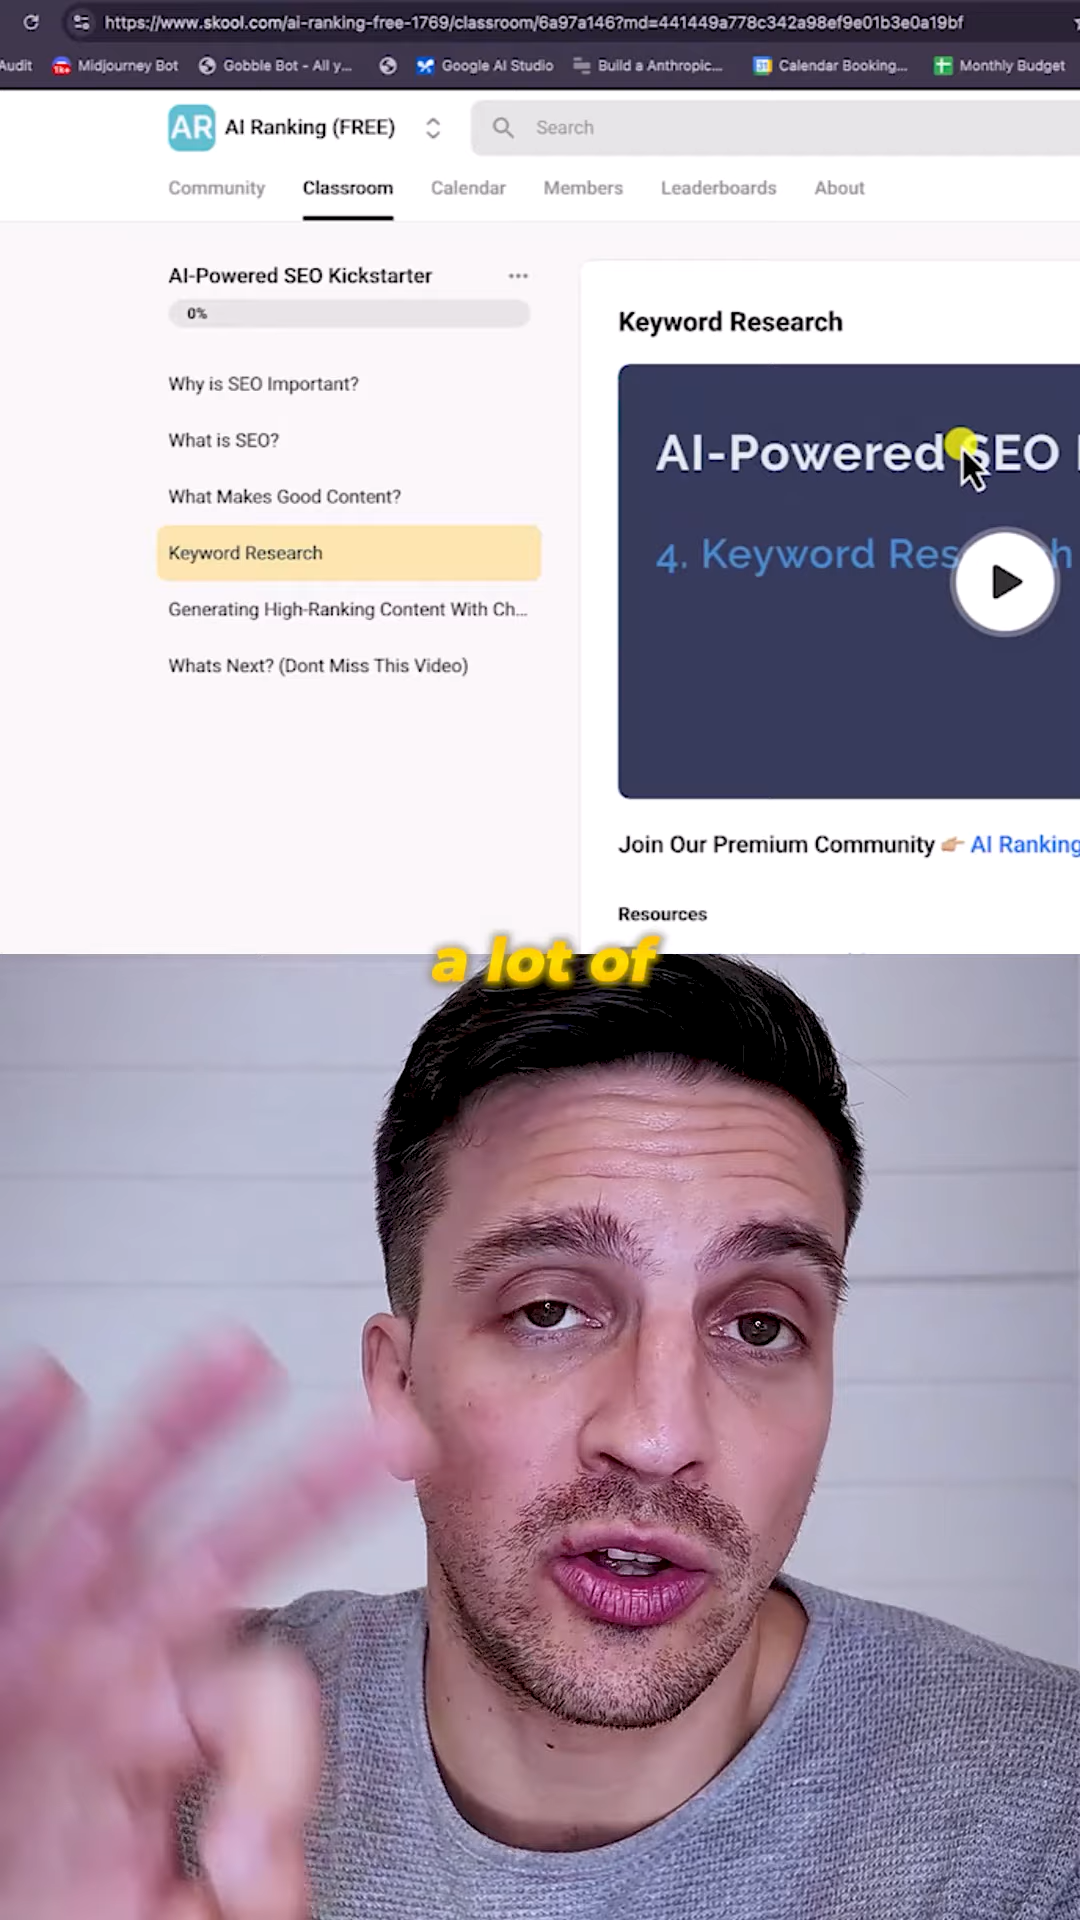 https://www.skool.com/ai-ranking-free-1769/classroom/6a97a146?md=441449a778c342a98ef9e01b3e0a19bf
Audit Midjourney Bot Gobble Bot - All y... Google AI Studio Build a Anthropic... Calendar Booking... Monthly Budget
AR AI Ranking (FREE) Search
Community Classroom Calendar Members Leaderboards About
AI-Powered SEO Kickstarter
0%
Why is SEO Important?
What is SEO?
What Makes Good Content?
Keyword Research
Generating High-Ranking Content With Ch...
Whats Next? (Dont Miss This Video)
Keyword Research
AI-Powered SEO
4. Keyword Res h
Join Our Premium Community 👉 AI Ranking
Resources
a lot of